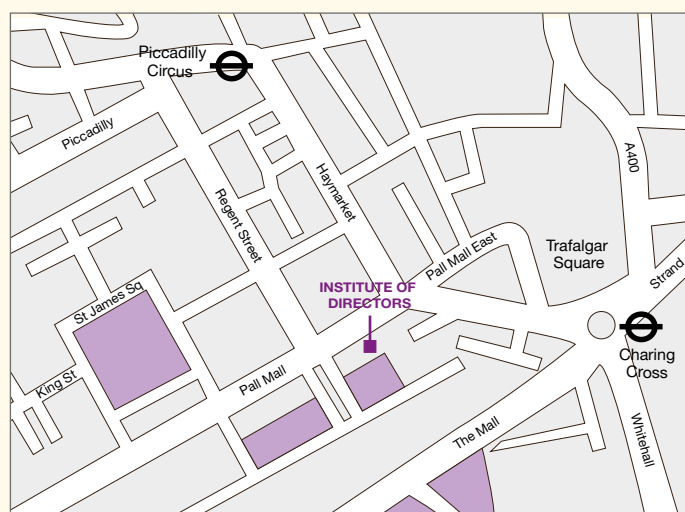 Piccadilly
Circus
Piccadilly
A400
Haymarket
Regent Street
Pall Mall East
Trafalgar
Square
Strand
INSTITUTE OF
DIRECTORS
St James Sq
Charing
Cross
King St
Pall Mall
The Mall
Whitehall